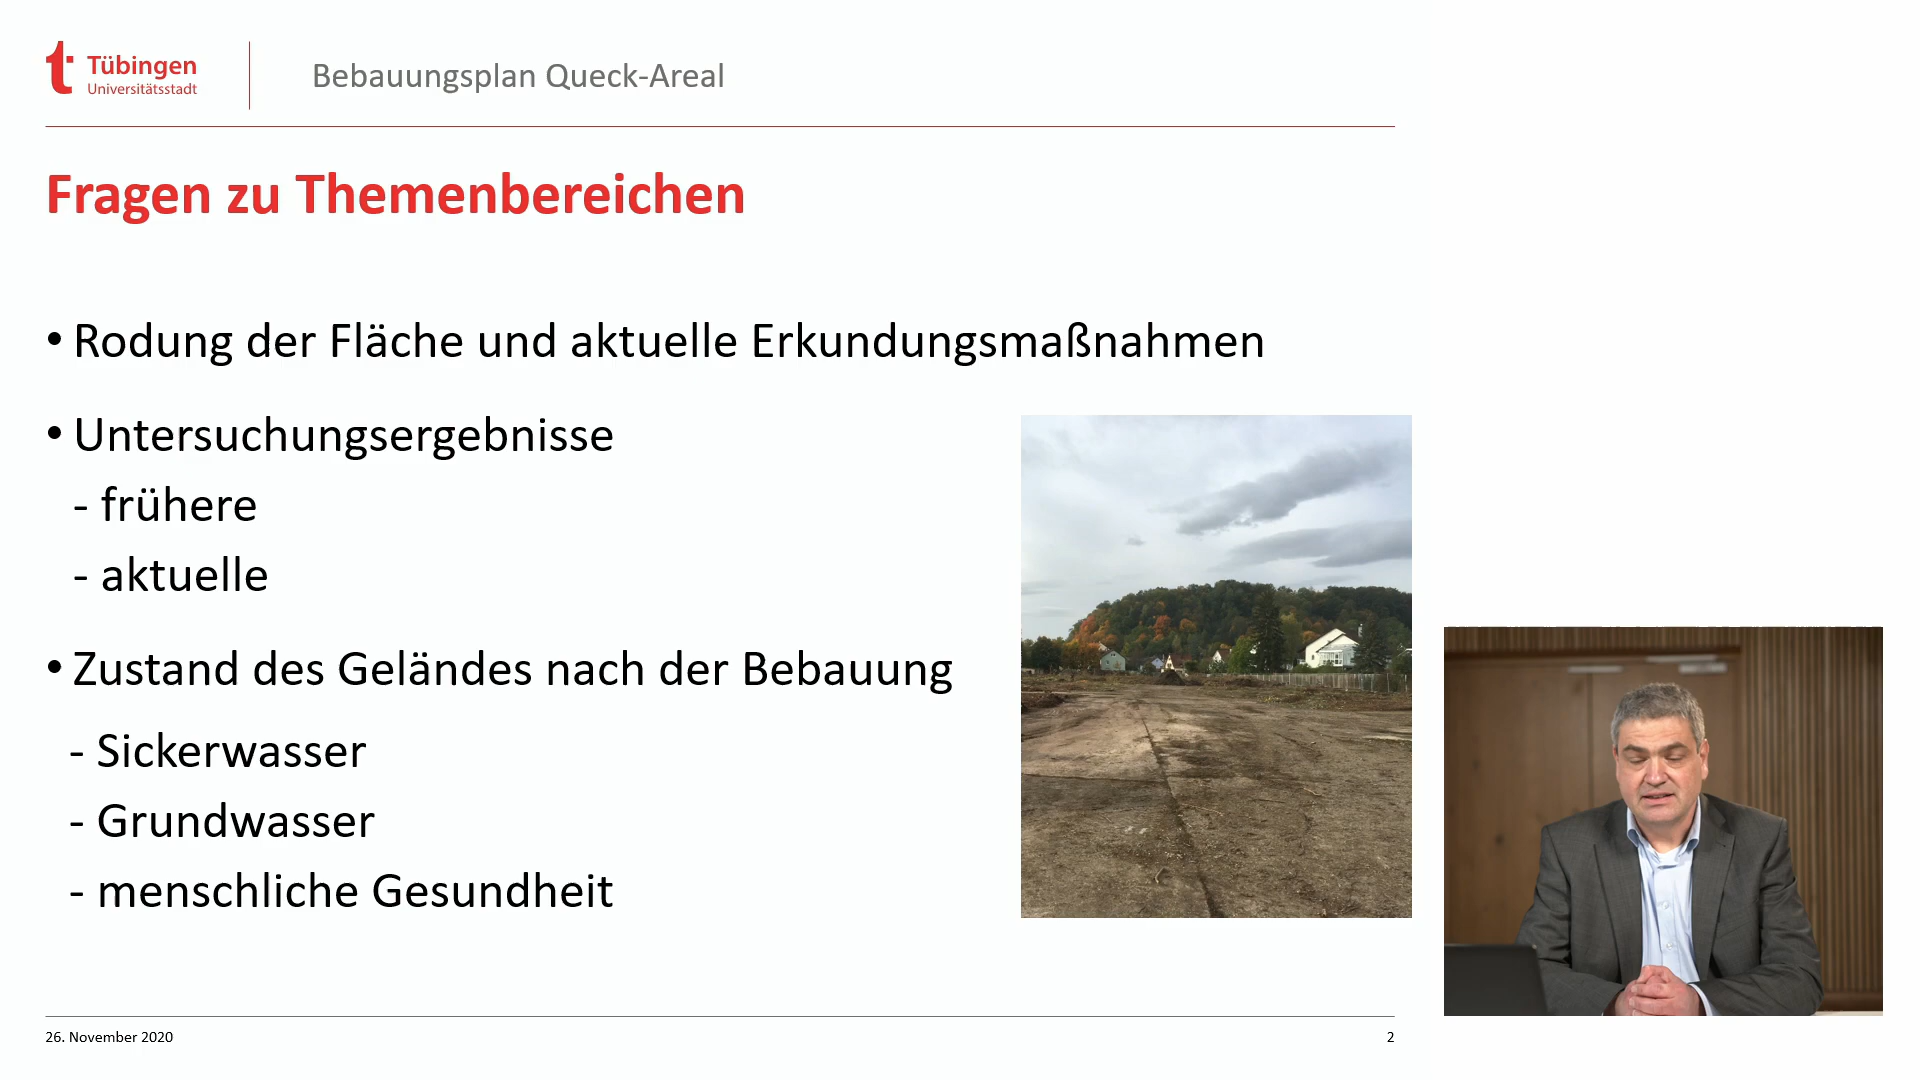 Tübingen
Universitätsstadt
Bebauungsplan Queck-Areal
Fragen zu Themenbereichen
• Rodung der Fläche und aktuelle Erkundungsmaßnahmen
• Untersuchungsergebnisse
- frühere
- aktuelle
• Zustand des Geländes nach der Bebauung
- Sickerwasser
- Grundwasser
- menschliche Gesundheit
26. November 2020
2